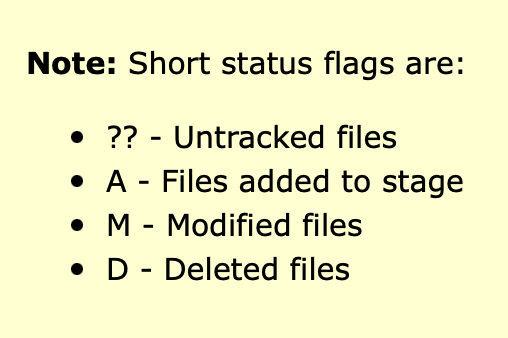 Note: Short status flags are:
• ?? - Untracked files
• A - Files added to stage
• M - Modified files
• D - Deleted files